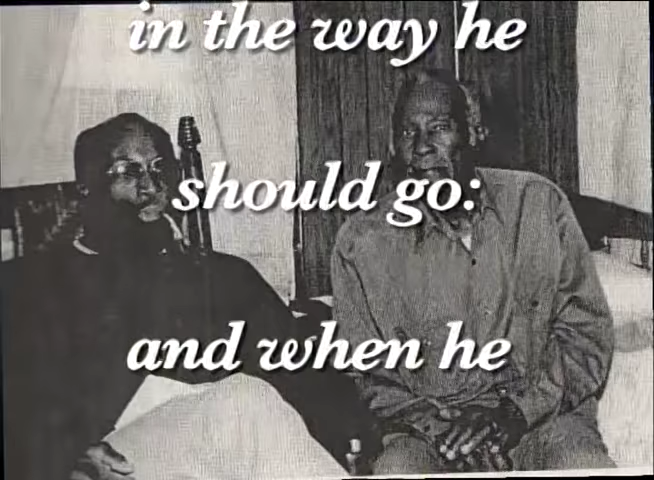 in the way he
should go:
and when he